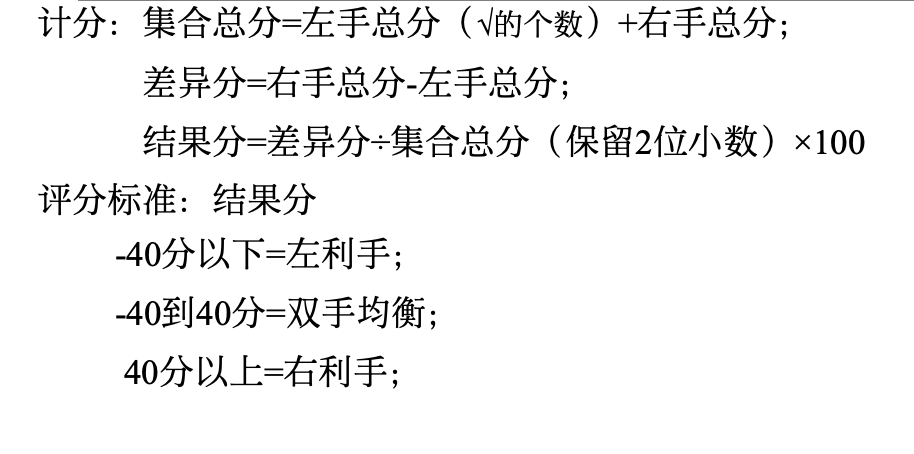 计分：集合总分=左手总分（√的个数）+右手总分；
差异分=右手总分-左手总分；
结果分=差异分÷集合总分（保留2位小数）×100
评分标准：结果分
-40分以下=左利手；
-40到40分=双手均衡；
40分以上=右利手；